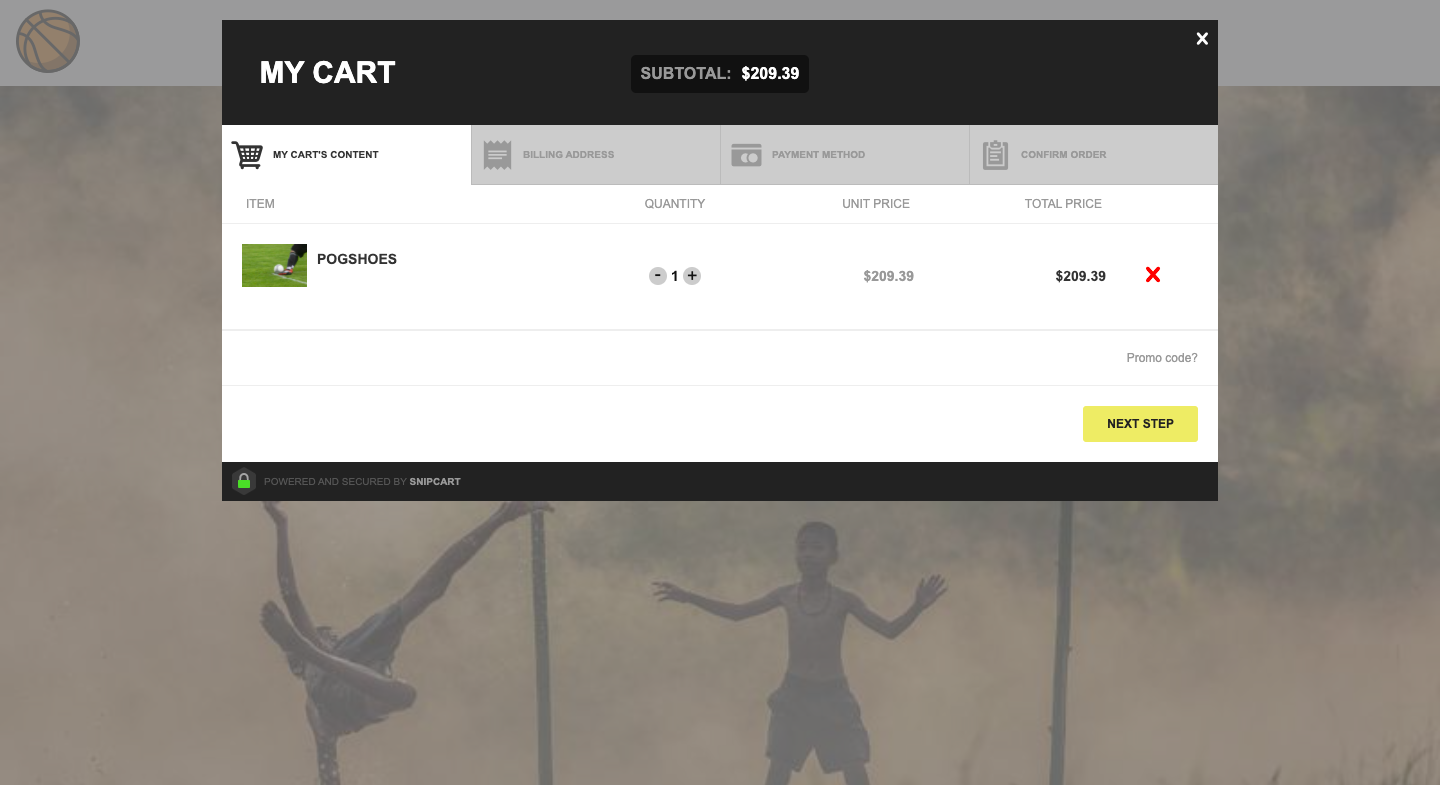 MY CART
SUBTOTAL: $209.39
MY CART'S CONTENT
BILLING ADDRESS
PAYMENT METHOD
CONFIRM ORDER
ITEM QUANTITY UNIT PRICE TOTAL PRICE
POGSHOES
- 1 + $209.39 $209.39
Promo code?
NEXT STEP
POWERED AND SECURED BY SNIPCART